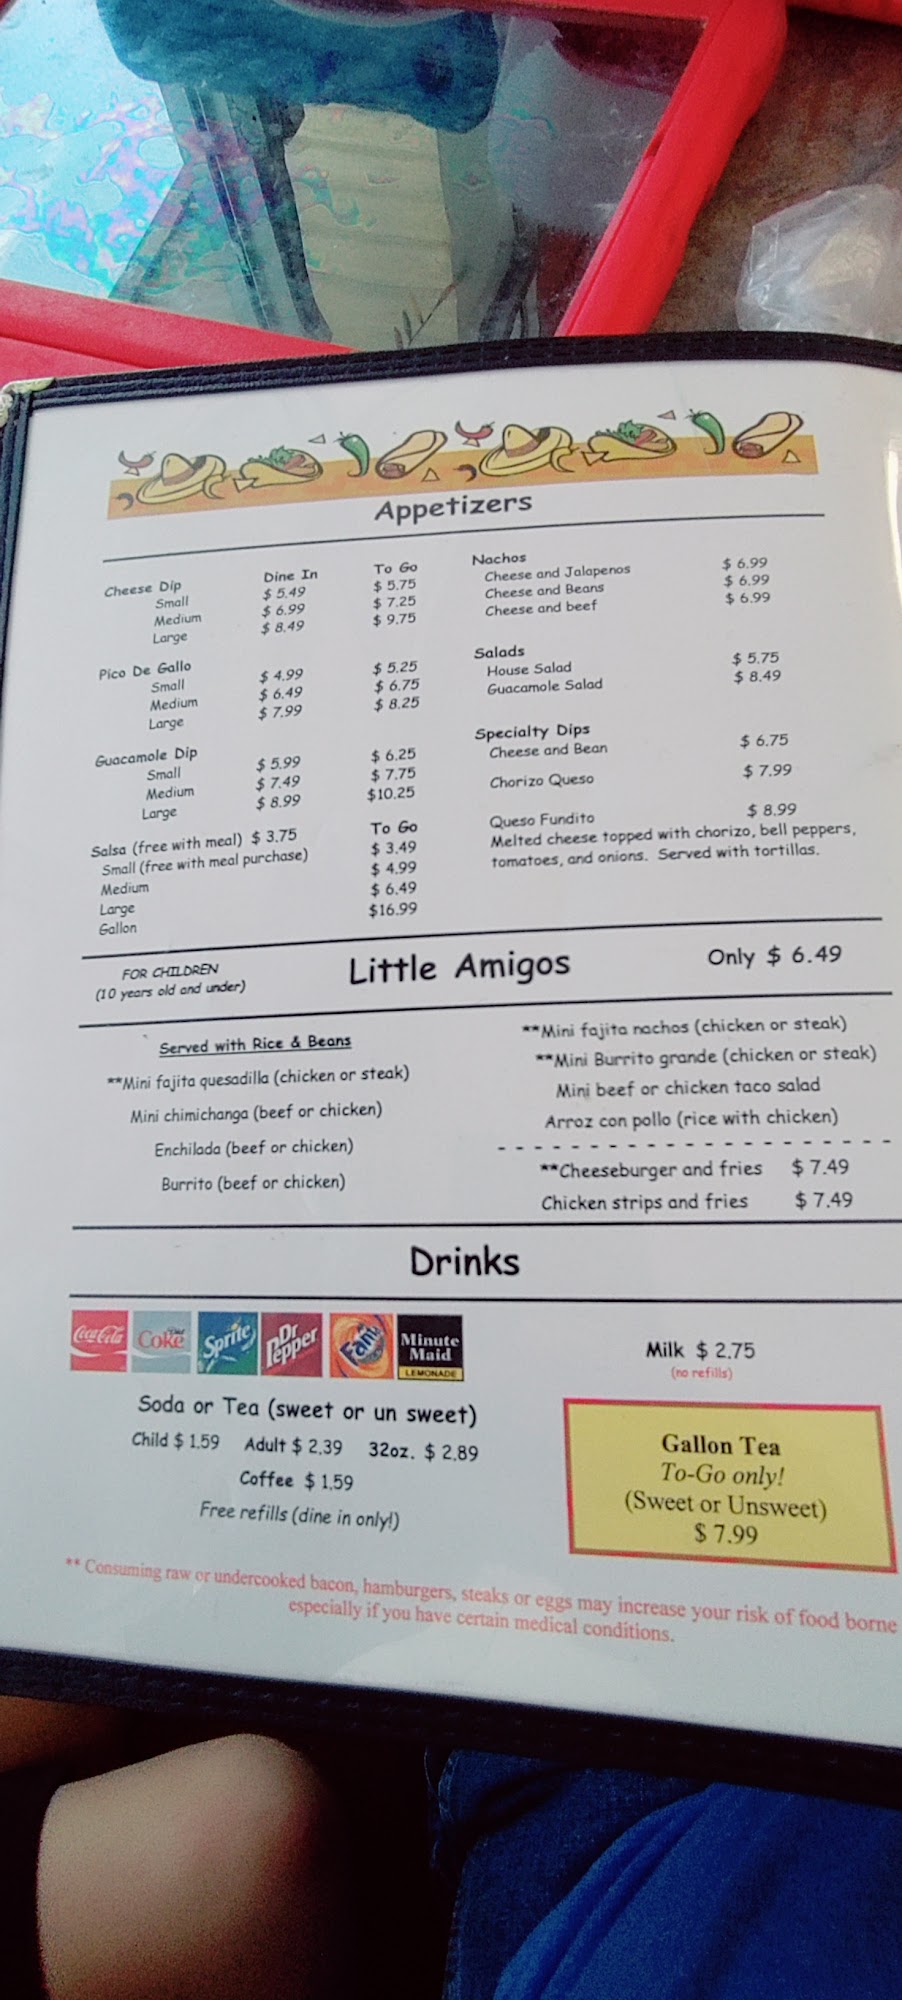 Appetizers
Cheese Dip Dine In To Go
Small $ 5.49 $ 5.75
Medium $ 6.99 $ 7.25
Large $ 8.49 $ 9.75
Pico De Gallo
Small $ 4.99 $ 5.25
Medium $ 6.49 $ 6.75
Large $ 7.99 $ 8.25
Guacamole Dip
Small $ 5.99 $ 6.25
Medium $ 7.49 $ 7.75
Large $ 8.99 $10.25
Salsa (free with meal) $ 3.75 To Go
Small (free with meal purchase) $ 3.49
Medium $ 4.99
Large $ 6.49
Gallon $16.99
Nachos
Cheese and Jalapenos $ 6.99
Cheese and Beans $ 6.99
Cheese and beef $ 6.99
Salads
House Salad $ 5.75
Guacamole Salad $ 8.49
Specialty Dips
Cheese and Bean $ 6.75
Chorizo Queso $ 7.99
Queso Fundito $ 8.99
Melted cheese topped with chorizo, bell peppers,
tomatoes, and onions. Served with tortillas.
FOR CHILDREN
(10 years old and under)
Little Amigos
Only $ 6.49
Served with Rice & Beans
**Mini fajita quesadilla (chicken or steak)
Mini chimichanga (beef or chicken)
Enchilada (beef or chicken)
Burrito (beef or chicken)
**Mini fajita nachos (chicken or steak)
**Mini Burrito grande (chicken or steak)
Mini beef or chicken taco salad
Arroz con pollo (rice with chicken)
**Cheeseburger and fries $ 7.49
Chicken strips and fries $ 7.49
Drinks
Coca-Cola
Diet Coke
Sprite
Dr Pepper
Fanta
Minute
Maid
LEMONADE
Soda or Tea (sweet or un sweet)
Child $ 1.59 Adult $ 2.39 32oz. $ 2.89
Coffee $ 1.59
Free refills (dine in only!)
Milk $ 2.75
(no refills)
Gallon Tea
To-Go only!
(Sweet or Unsweet)
$ 7.99
** Consuming raw or undercooked bacon, hamburgers, steaks or eggs may increase your risk of food borne
especially if you have certain medical conditions.